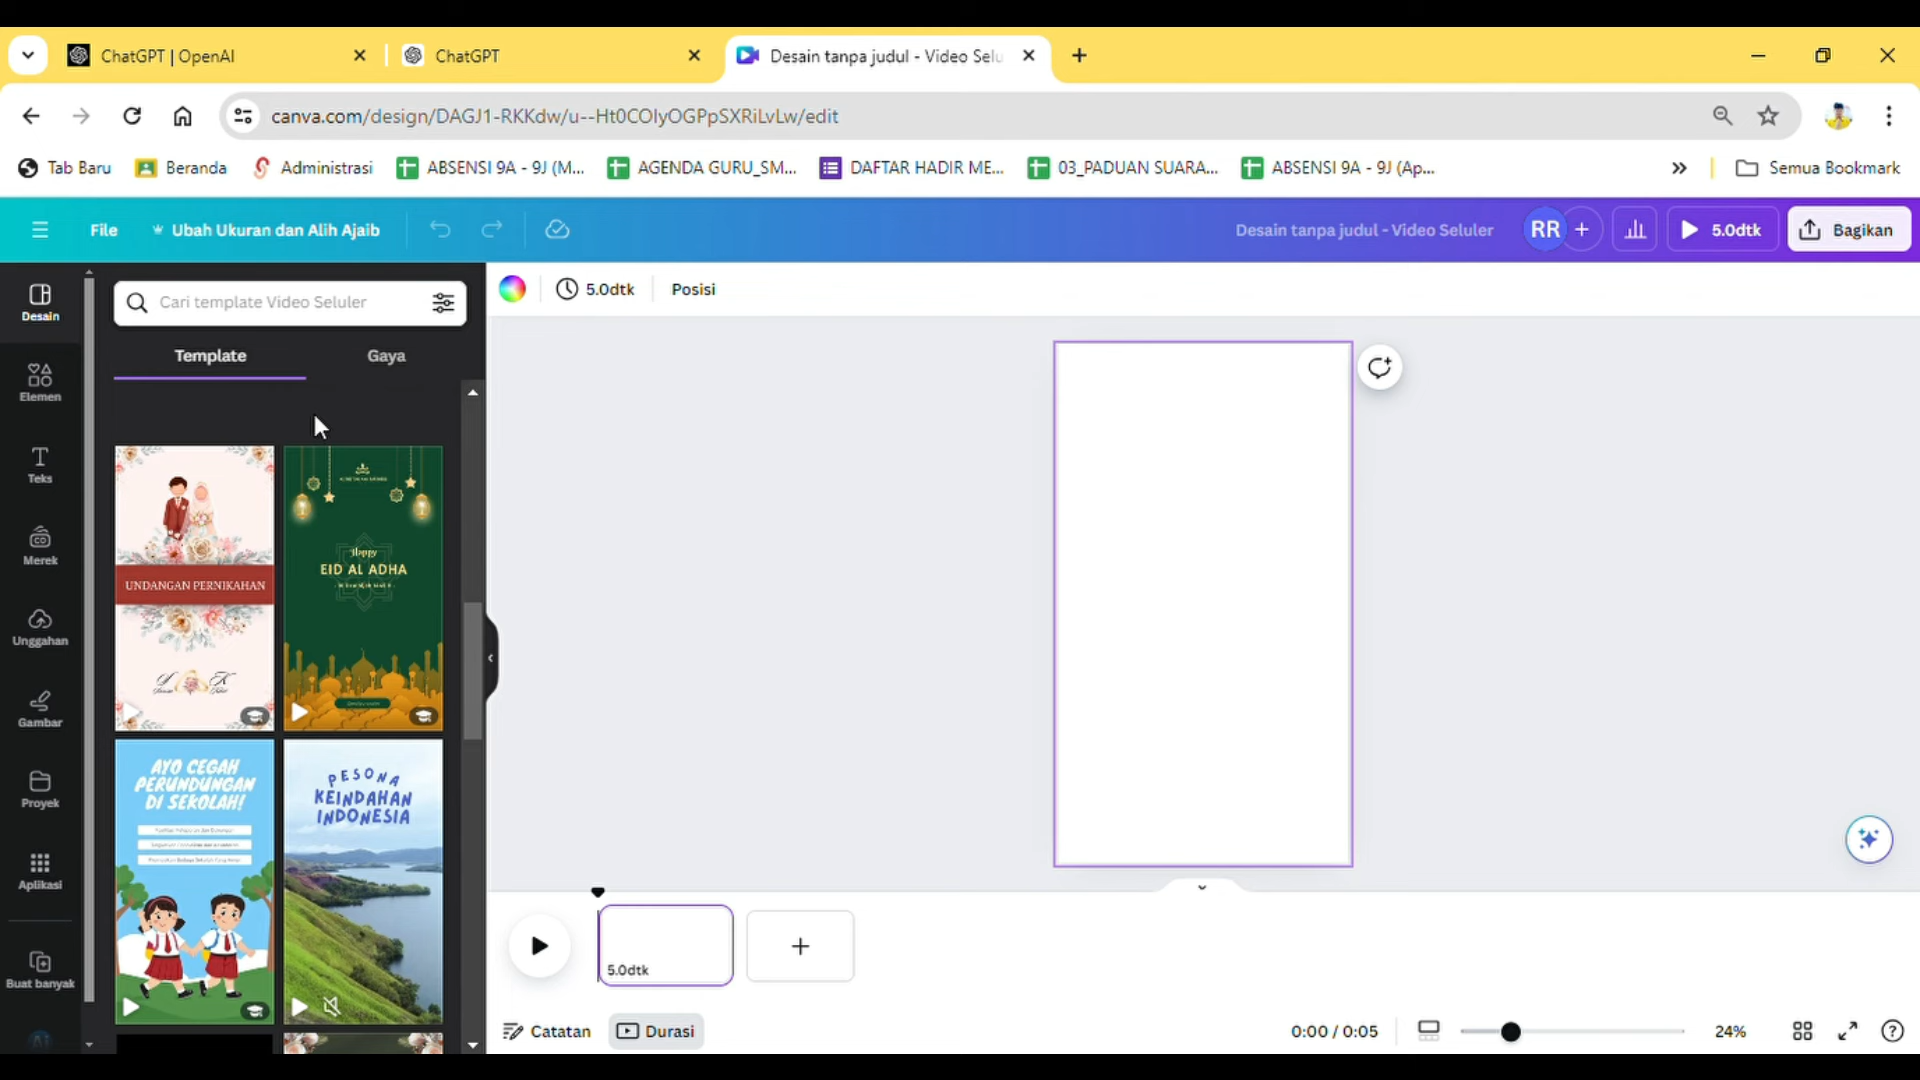 ChatGPT | OpenAI
ChatGPT
Desain tanpa judul - Video Selu
canva.com/design/DAGJ1-RKKdw/u--Ht0COIyOGPpSXRiLvLw/edit
Tab Baru
Beranda
Administrasi
ABSENSI 9A - 9J (M...
AGENDA GURU_SM...
DAFTAR HADIR ME...
03_PADUAN SUARA...
ABSENSI 9A - 9J (Ap...
Semua Bookmark
File
Ubah Ukuran dan Alih Ajaib
Desain tanpa judul - Video Seluler
RR
5.0dtk
Bagikan
Desain
Elemen
Teks
Merek
Unggahan
Gambar
Proyek
Aplikasi
Buat banyak
Cari template Video Seluler
Template
Gaya
UNDANGAN PERNIKAHAN
Happy
EID AL ADHA
AYO CEGAH
PERUNDUNGAN
DI SEKOLAH!
PESONA
KEINDAHAN
INDONESIA
5.0dtk
Posisi
5.0dtk
Catatan
Durasi
0:00 / 0:05
24%